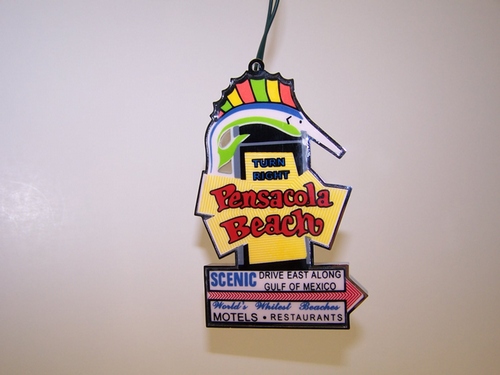 TURN
RIGHT
Pensacola
Beach
SCENIC DRIVE EAST ALONG
GULF OF MEXICO
World's Whitest Beaches
MOTELS • RESTAURANTS